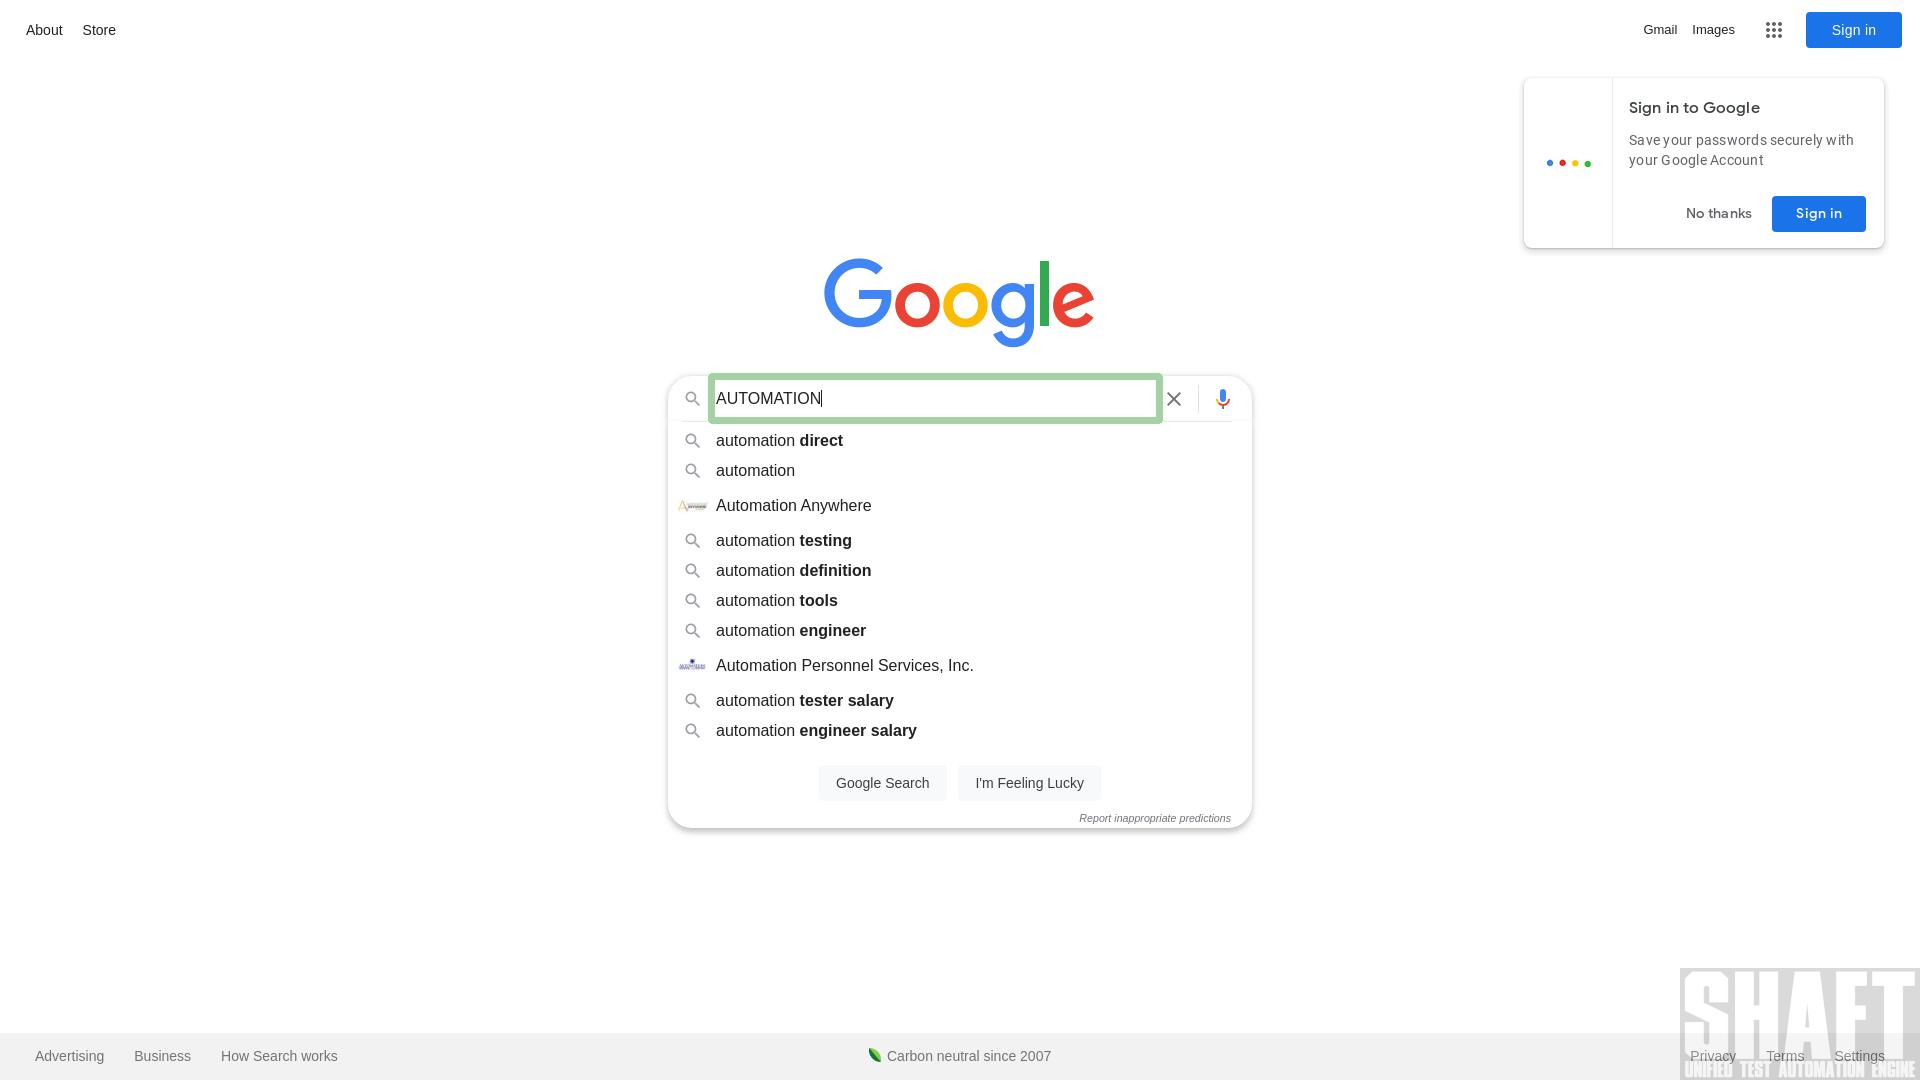 About Store
Gmail Images Sign in
Sign in to Google
Save your passwords securely with
your Google Account
No thanks Sign in
Google
AUTOMATION
automation direct
automation
Automation Anywhere
automation testing
automation definition
automation tools
automation engineer
Automation Personnel Services, Inc.
automation tester salary
automation engineer salary
Google Search I'm Feeling Lucky
Report inappropriate predictions
SHAFT
Advertising Business How Search works Carbon neutral since 2007 Privacy Terms Settings
UNIFIED TEST AUTOMATION ENGINE